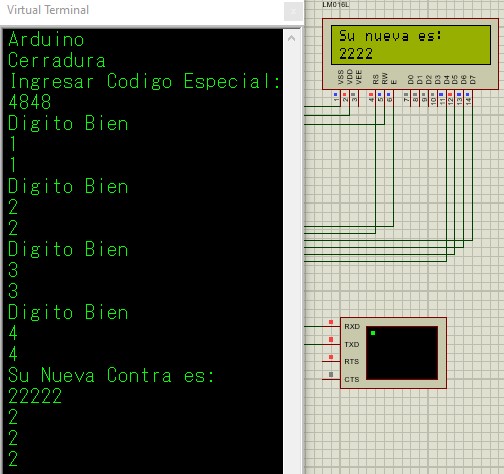 Virtual Terminal
Arduino
Cerradura
Ingresar Codigo Especial:
4848
Digito Bien
1
1
Digito Bien
2
2
Digito Bien
3
3
Digito Bien
4
4
Su Nueva Contra es:
22222
2
2
2
LM016L
Su nueva es:
2222
VSS
VDD
VEE
RS
RW
E
D0
D1
D2
D3
D4
D5
D6
D7
1
2
3
4
5
6
7
8
9
10
11
12
13
14
RXD
TXD
RTS
CTS